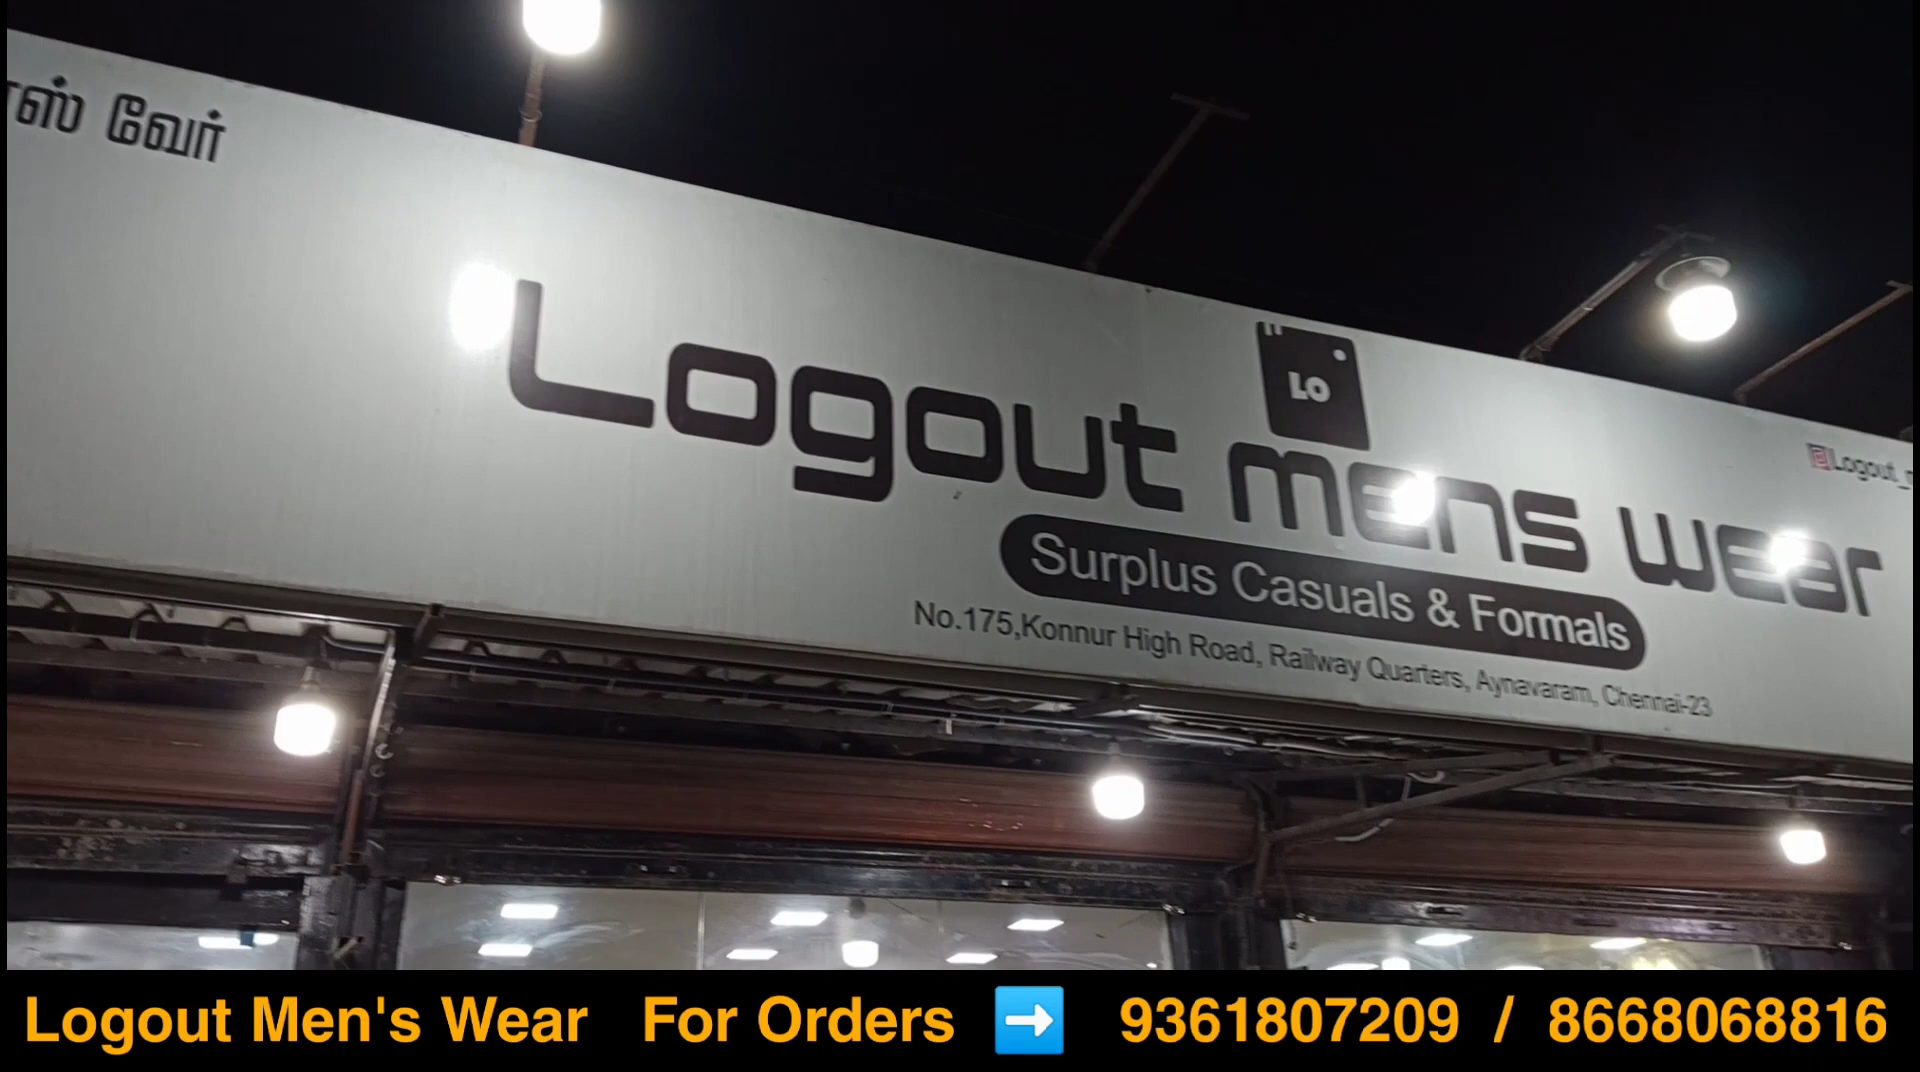 வேர்
LO
Logout mens wear
Logout_
Surplus Casuals & Formals
No.175,Konnur High Road, Railway Quarters, Aynavaram, Chennai-23
Logout Men's Wear For Orders ➡ 9361807209 / 8668068816